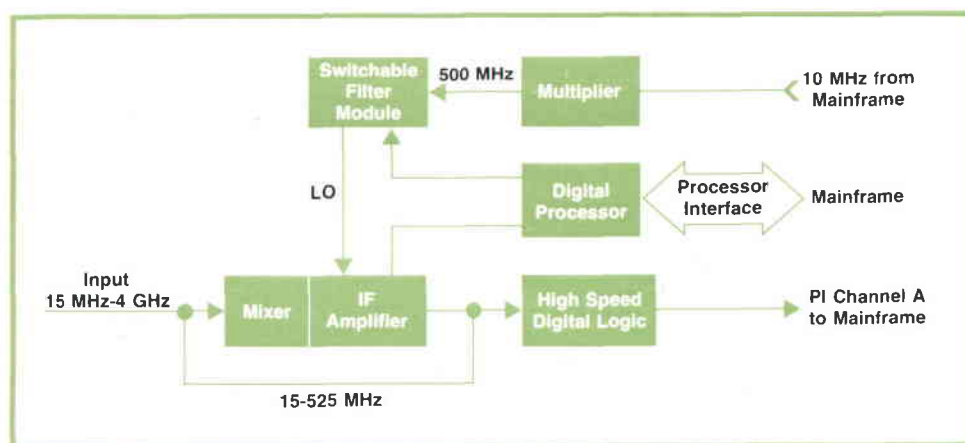 Switchable
Filter
Module
500 MHz
Multiplier
10 MHz from
Mainframe
LO
Digital
Processor
Processor
Interface
Mainframe
Input
15 MHz-4 GHz
Mixer
IF
Amplifier
High Speed
Digital Logic
PI Channel A
to Mainframe
15-525 MHz